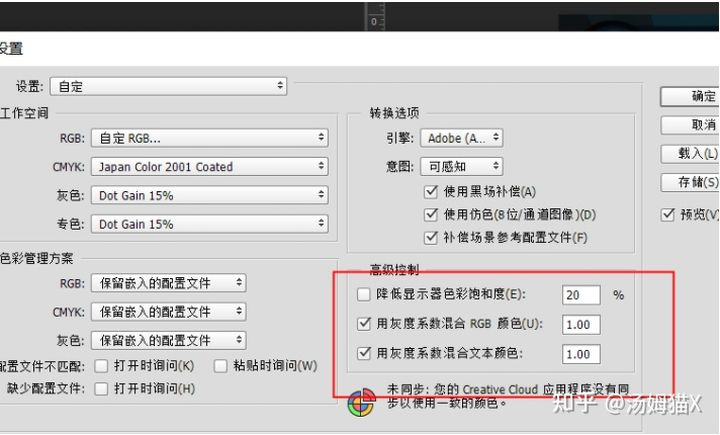 0
设置
设置: 自定
确定
取消
载入(L)
存储(S)
预览(V)
工作空间
RGB: 自定 RGB...
CMYK: Japan Color 2001 Coated
灰色: Dot Gain 15%
专色: Dot Gain 15%
转换选项
引擎: Adobe (A...
意图: 可感知
使用黑场补偿(A)
使用仿色(8位/通道图像)(D)
补偿场景参考配置文件(F)
色彩管理方案
RGB: 保留嵌入的配置文件
CMYK: 保留嵌入的配置文件
灰色: 保留嵌入的配置文件
配置文件不匹配: 打开时询问(K) 粘贴时询问(W)
缺少配置文件: 打开时询问(H)
高级控制
降低显示器色彩饱和度(E): 20 %
用灰度系数混合 RGB 颜色(U): 1.00
用灰度系数混合文本颜色: 1.00
未同步: 您的 Creative Cloud 应用程序没有同
步以使用一致的颜色。
知乎 @汤姆猫X